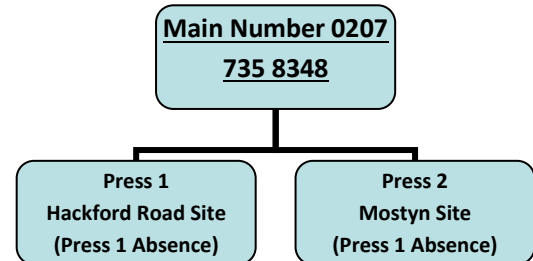 Main Number 0207
735 8348
Press 1
Hackford Road Site
(Press 1 Absence)
Press 2
Mostyn Site
(Press 1 Absence)